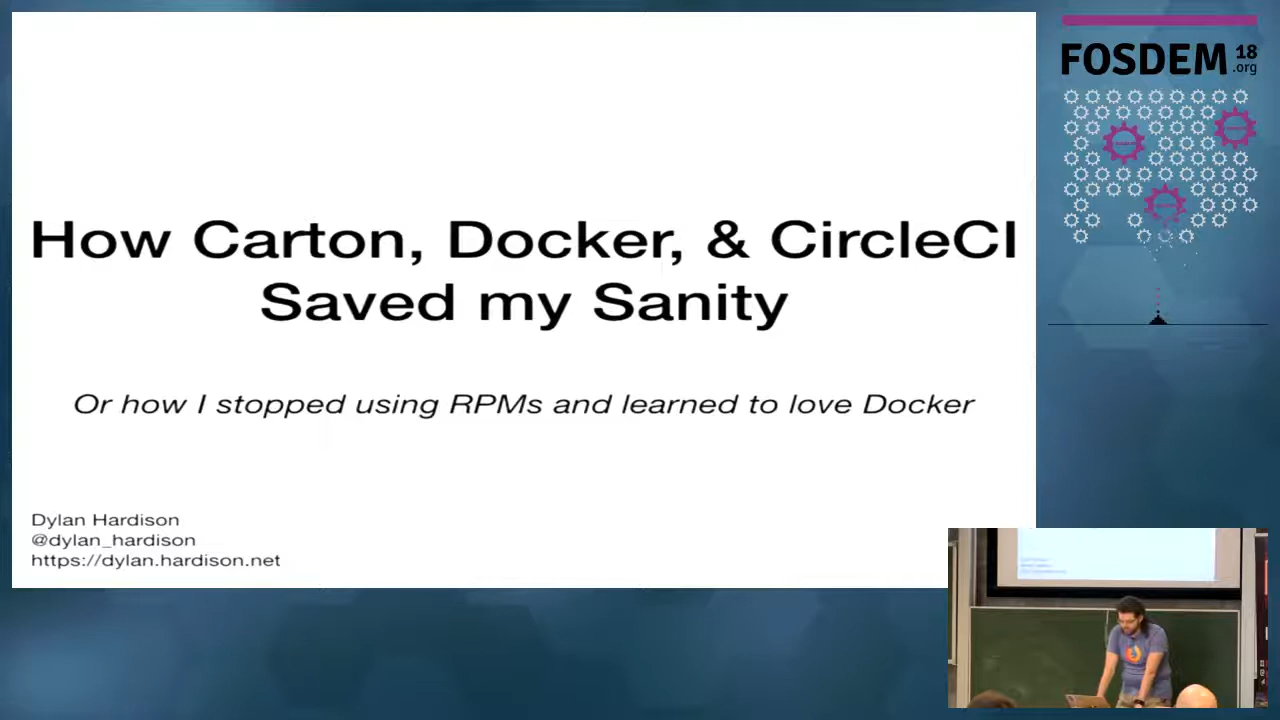 How Carton, Docker, & CircleCI
Saved my Sanity
Or how I stopped using RPMs and learned to love Docker
Dylan Hardison
@dylan_hardison
https://dylan.hardison.net
FOSDEM 18
.org